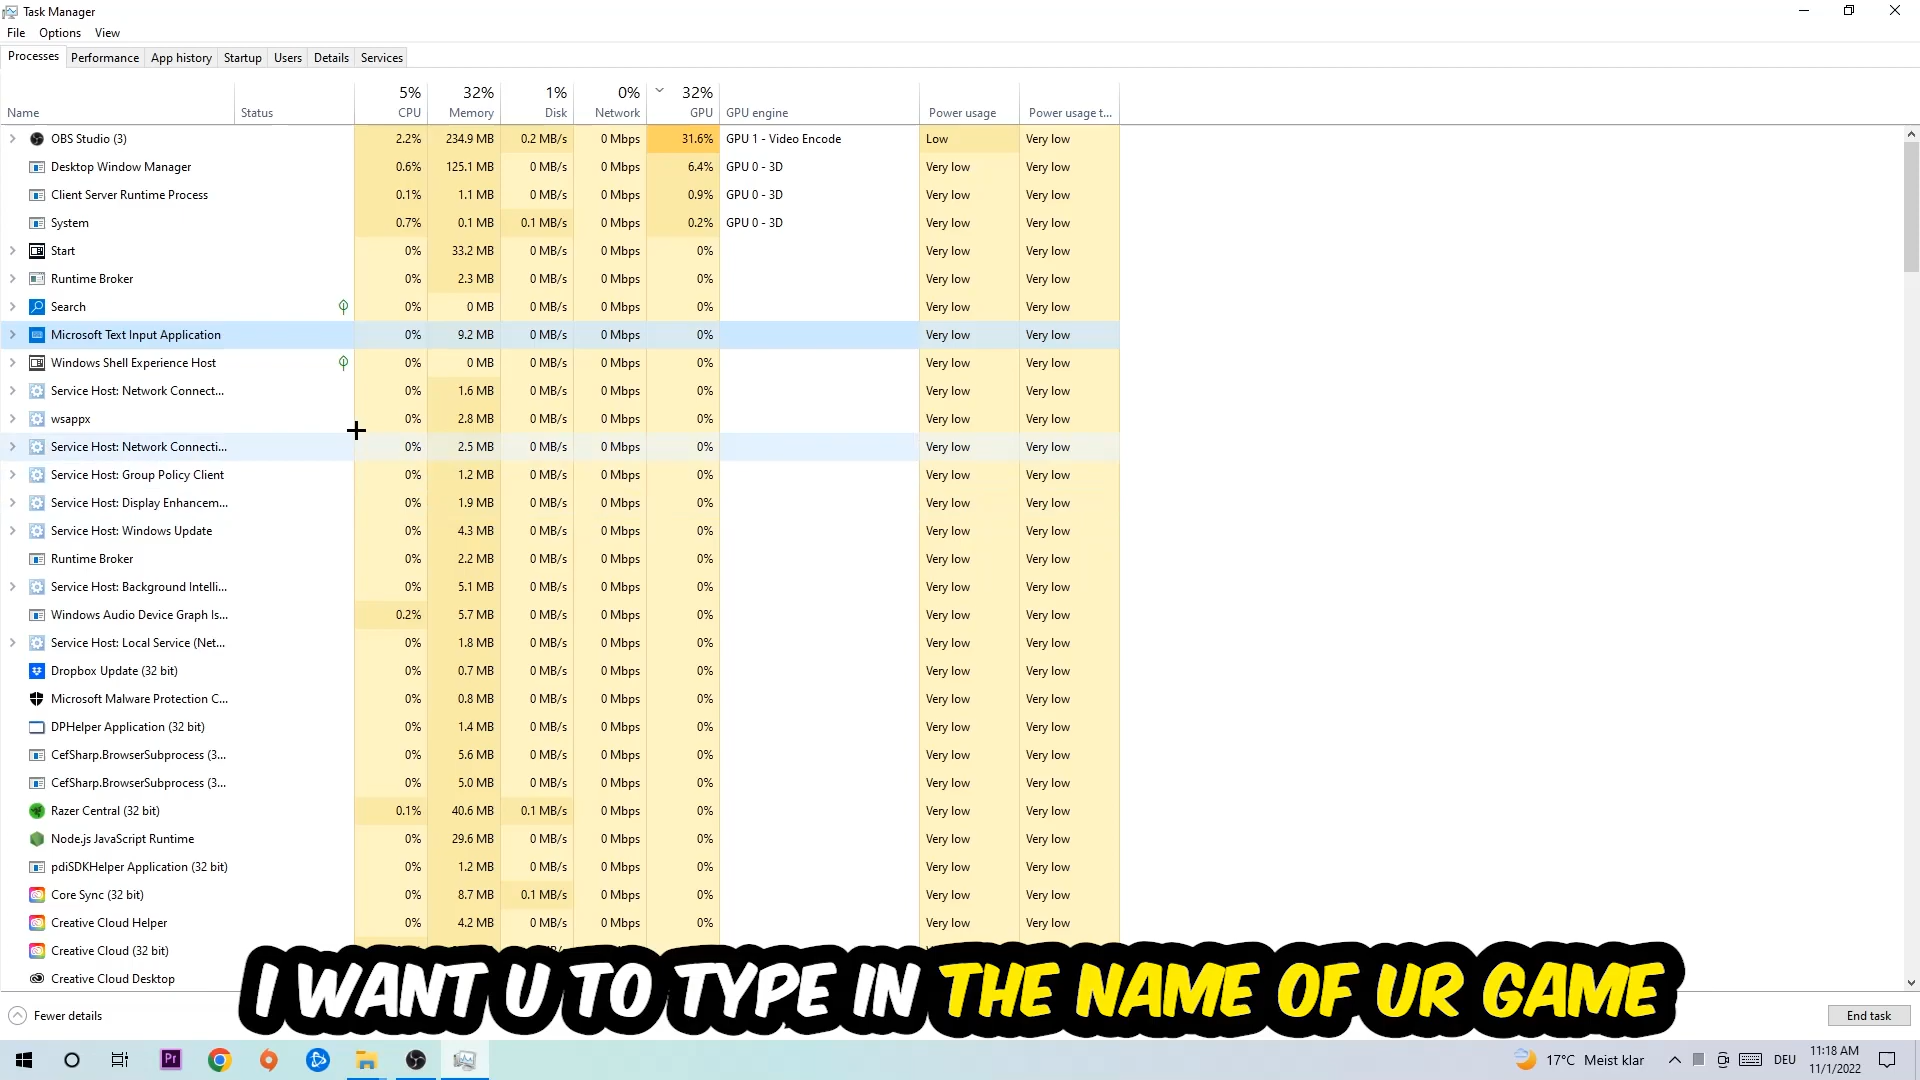 Task Manager
File Options View
Processes Performance App history Startup Users Details Services
5% 32% 1% 0% 32%
Name Status CPU Memory Disk Network GPU GPU engine Power usage Power usage t...
OBS Studio (3) 2.2% 234.9 MB 0.2 MB/s 0 Mbps 31.6% GPU 1 - Video Encode Low Very low
Desktop Window Manager 0.6% 125.1 MB 0 MB/s 0 Mbps 6.4% GPU 0 - 3D Very low Very low
Client Server Runtime Process 0.1% 1.1 MB 0 MB/s 0 Mbps 0.9% GPU 0 - 3D Very low Very low
System 0.7% 0.1 MB 0.1 MB/s 0 Mbps 0.2% GPU 0 - 3D Very low Very low
Start 0% 33.2 MB 0 MB/s 0 Mbps 0% Very low Very low
Runtime Broker 0% 2.3 MB 0 MB/s 0 Mbps 0% Very low Very low
Search 0% 0 MB 0 MB/s 0 Mbps 0% Very low Very low
Microsoft Text Input Application 0% 9.2 MB 0 MB/s 0 Mbps 0% Very low Very low
Windows Shell Experience Host 0% 0 MB 0 MB/s 0 Mbps 0% Very low Very low
Service Host: Network Connect... 0% 1.6 MB 0 MB/s 0 Mbps 0% Very low Very low
wsappx 0% 2.8 MB 0 MB/s 0 Mbps 0% Very low Very low
Service Host: Network Connecti... 0% 2.5 MB 0 MB/s 0 Mbps 0% Very low Very low
Service Host: Group Policy Client 0% 1.2 MB 0 MB/s 0 Mbps 0% Very low Very low
Service Host: Display Enhancem... 0% 1.9 MB 0 MB/s 0 Mbps 0% Very low Very low
Service Host: Windows Update 0% 4.3 MB 0 MB/s 0 Mbps 0% Very low Very low
Runtime Broker 0% 2.2 MB 0 MB/s 0 Mbps 0% Very low Very low
Service Host: Background Intelli... 0% 5.1 MB 0 MB/s 0 Mbps 0% Very low Very low
Windows Audio Device Graph Is... 0.2% 5.7 MB 0 MB/s 0 Mbps 0% Very low Very low
Service Host: Local Service (Net... 0% 1.8 MB 0 MB/s 0 Mbps 0% Very low Very low
Dropbox Update (32 bit) 0% 0.7 MB 0 MB/s 0 Mbps 0% Very low Very low
Microsoft Malware Protection C... 0% 0.8 MB 0 MB/s 0 Mbps 0% Very low Very low
DPHelper Application (32 bit) 0% 1.4 MB 0 MB/s 0 Mbps 0% Very low Very low
CefSharp.BrowserSubprocess (3... 0% 5.6 MB 0 MB/s 0 Mbps 0% Very low Very low
CefSharp.BrowserSubprocess (3... 0% 5.0 MB 0 MB/s 0 Mbps 0% Very low Very low
Razer Central (32 bit) 0.1% 40.6 MB 0.1 MB/s 0 Mbps 0% Very low Very low
Node.js JavaScript Runtime 0% 29.6 MB 0 MB/s 0 Mbps 0% Very low Very low
pdiSDKHelper Application (32 bit) 0% 1.2 MB 0 MB/s 0 Mbps 0% Very low Very low
Core Sync (32 bit) 0% 8.7 MB 0.1 MB/s 0 Mbps 0% Very low Very low
Creative Cloud Helper 0% 4.2 MB 0 MB/s 0 Mbps 0% Very low Very low
Creative Cloud (32 bit)
Creative Cloud Desktop
I WANT U TO TYPE IN THE NAME OF UR GAME
Fewer details End task
Pr 17°C Meist klar DEU 11:18 AM
11/1/2022